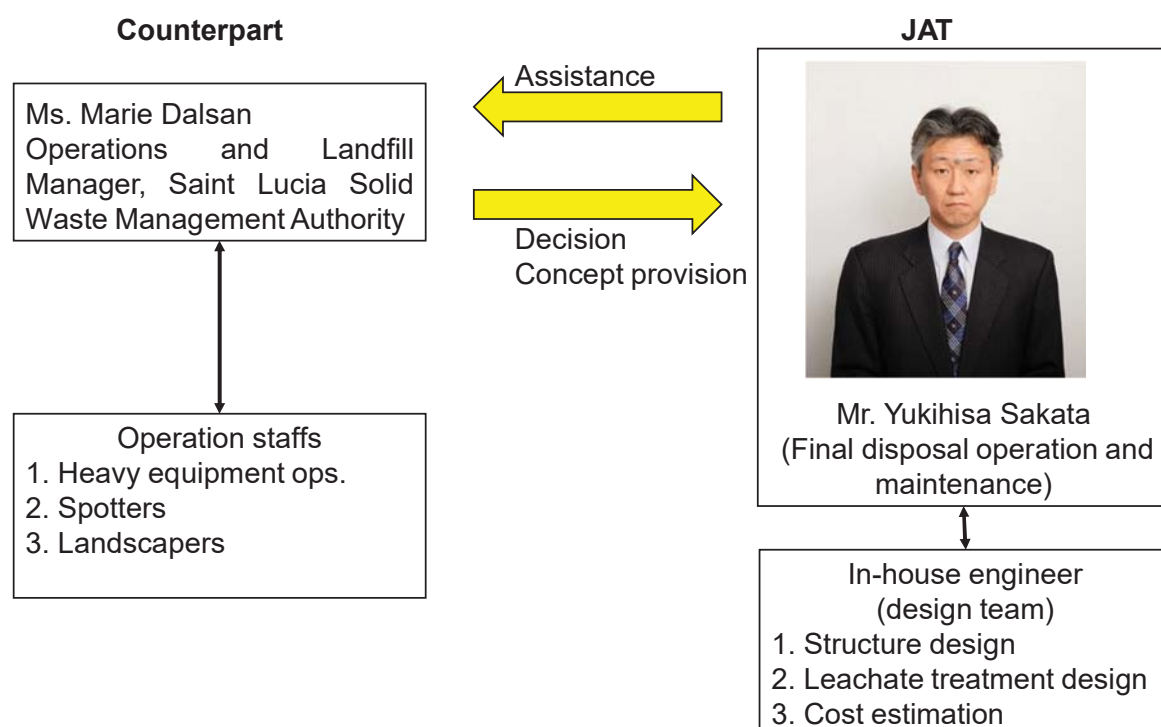 Counterpart
JAT
Ms. Marie Dalsan
Operations and Landfill
Manager, Saint Lucia Solid
Waste Management Authority
Assistance
Decision
Concept provision
Mr. Yukihisa Sakata
(Final disposal operation and
maintenance)
Operation staffs
1. Heavy equipment ops.
2. Spotters
3. Landscapers
In-house engineer
(design team)
1. Structure design
2. Leachate treatment design
3. Cost estimation